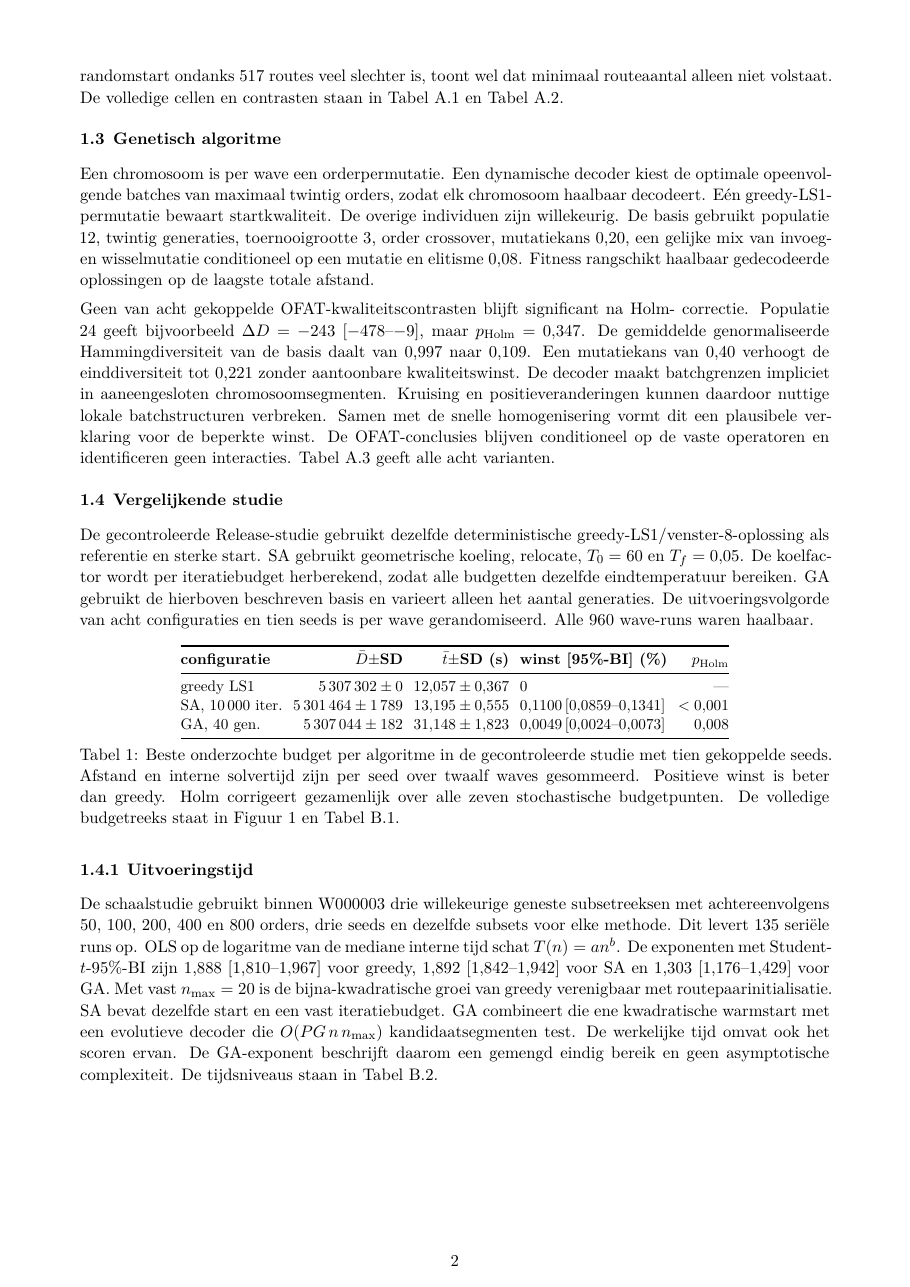 randomstart ondanks 517 routes veel slechter is, toont wel dat minimaal routeaantal alleen niet volstaat.
De volledige cellen en contrasten staan in Tabel A.1 en Tabel A.2.
1.3 Genetisch algoritme
Een chromosoom is per wave een orderpermutatie. Een dynamische decoder kiest de optimale opeenvol-
gende batches van maximaal twintig orders, zodat elk chromosoom haalbaar decodeert. Eén greedy-LS1-
permutatie bewaart startkwaliteit. De overige individuen zijn willekeurig. De basis gebruikt populatie
12, twintig generaties, toernooigrootte 3, order crossover, mutatiekans 0,20, een gelijke mix van invoeg-
en wisselmutatie conditioneel op een mutatie en elitisme 0,08. Fitness rangschikt haalbaar gedecodeerde
oplossingen op de laagste totale afstand.
Geen van acht gekoppelde OFAT-kwaliteitscontrasten blijft significant na Holm- correctie. Populatie
24 geeft bijvoorbeeld ΔD = −243 [−478–−9], maar p_Holm = 0,347. De gemiddelde genormaliseerde
Hammingdiversiteit van de basis daalt van 0,997 naar 0,109. Een mutatiekans van 0,40 verhoogt de
einddiversiteit tot 0,221 zonder aantoonbare kwaliteitswinst. De decoder maakt batchgrenzen impliciet
in aaneengesloten chromosoomsegmenten. Kruising en positieveranderingen kunnen daardoor nuttige
lokale batchstructuren verbreken. Samen met de snelle homogenisering vormt dit een plausibele ver-
klaring voor de beperkte winst. De OFAT-conclusies blijven conditioneel op de vaste operatoren en
identificeren geen interacties. Tabel A.3 geeft alle acht varianten.
1.4 Vergelijkende studie
De gecontroleerde Release-studie gebruikt dezelfde deterministische greedy-LS1/venster-8-oplossing als
referentie en sterke start. SA gebruikt geometrische koeling, relocate, T₀ = 60 en T_f = 0,05. De koelfac-
tor wordt per iteratiebudget herberekend, zodat alle budgetten dezelfde eindtemperatuur bereiken. GA
gebruikt de hierboven beschreven basis en varieert alleen het aantal generaties. De uitvoeringsvolgorde
van acht configuraties en tien seeds is per wave gerandomiseerd. Alle 960 wave-runs waren haalbaar.
configuratie D̄±SD t̄±SD (s) winst [95%-BI] (%) p_Holm
greedy LS1 5 307 302 ± 0 12,057 ± 0,367 0 —
SA, 10 000 iter. 5 301 464 ± 1 789 13,195 ± 0,555 0,1100 [0,0859–0,1341] < 0,001
GA, 40 gen. 5 307 044 ± 182 31,148 ± 1,823 0,0049 [0,0024–0,0073] 0,008
Tabel 1: Beste onderzochte budget per algoritme in de gecontroleerde studie met tien gekoppelde seeds.
Afstand en interne solvertijd zijn per seed over twaalf waves gesommeerd. Positieve winst is beter
dan greedy. Holm corrigeert gezamenlijk over alle zeven stochastische budgetpunten. De volledige
budgetreeks staat in Figuur 1 en Tabel B.1.
1.4.1 Uitvoeringstijd
De schaalstudie gebruikt binnen W000003 drie willekeurige geneste subsetreeksen met achtereenvolgens
50, 100, 200, 400 en 800 orders, drie seeds en dezelfde subsets voor elke methode. Dit levert 135 seriële
runs op. OLS op de logaritme van de mediane interne tijd schat T(n) = anᵇ. De exponenten met Student-
t-95%-BI zijn 1,888 [1,810–1,967] voor greedy, 1,892 [1,842–1,942] voor SA en 1,303 [1,176–1,429] voor
GA. Met vast n_max = 20 is de bijna-kwadratische groei van greedy verenigbaar met routepaarinitialisatie.
SA bevat dezelfde start en een vast iteratiebudget. GA combineert die ene kwadratische warmstart met
een evolutieve decoder die O(PG n n_max) kandidaatsegmenten test. De werkelijke tijd omvat ook het
scoren ervan. De GA-exponent beschrijft daarom een gemengd eindig bereik en geen asymptotische
complexiteit. De tijdsniveaus staan in Tabel B.2.
2